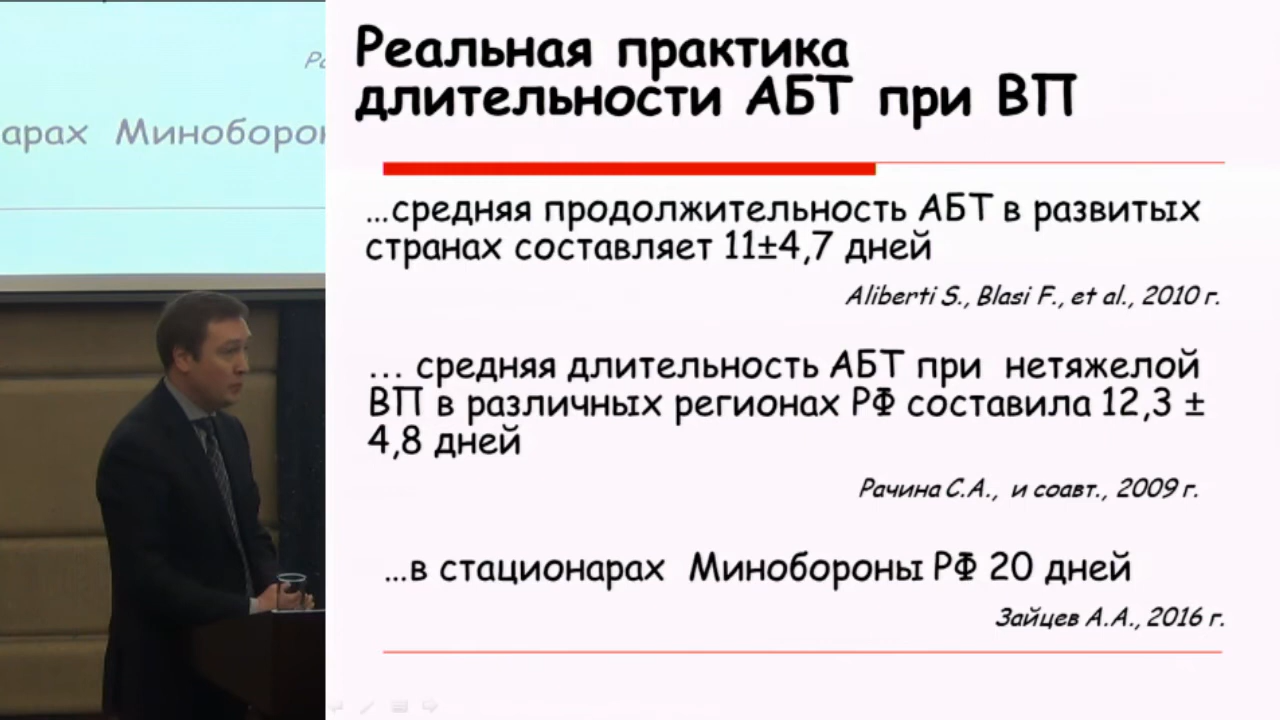 арах Миноборон
Реальная практика
длительности АБТ при ВП
...средняя продолжительность АБТ в развитых
странах составляет 11±4,7 дней
Aliberti S., Blasi F., et al., 2010 г.
... средняя длительность АБТ при нетяжелой
ВП в различных регионах РФ составила 12,3 ±
4,8 дней
Рачина С.А., и соавт., 2009 г.
...в стационарах Минобороны РФ 20 дней
Зайцев А.А., 2016 г.